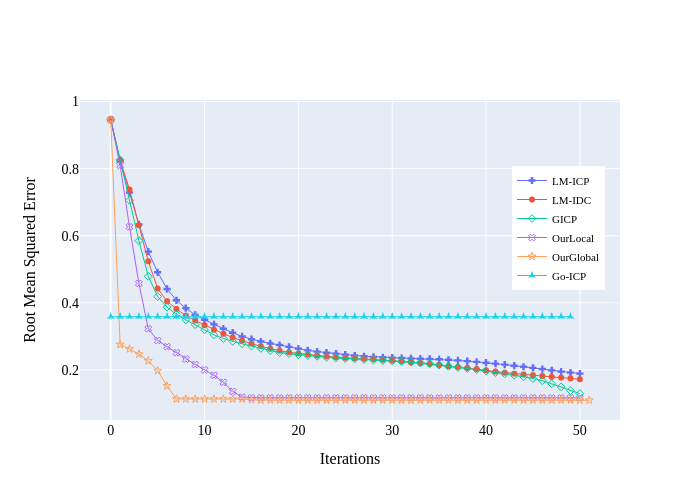 1
0.8
0.6
0.4
0.2
0
10
20
30
40
50
Root Mean Squared Error
Iterations
LM-ICP
LM-IDC
GICP
OurLocal
OurGlobal
Go-ICP